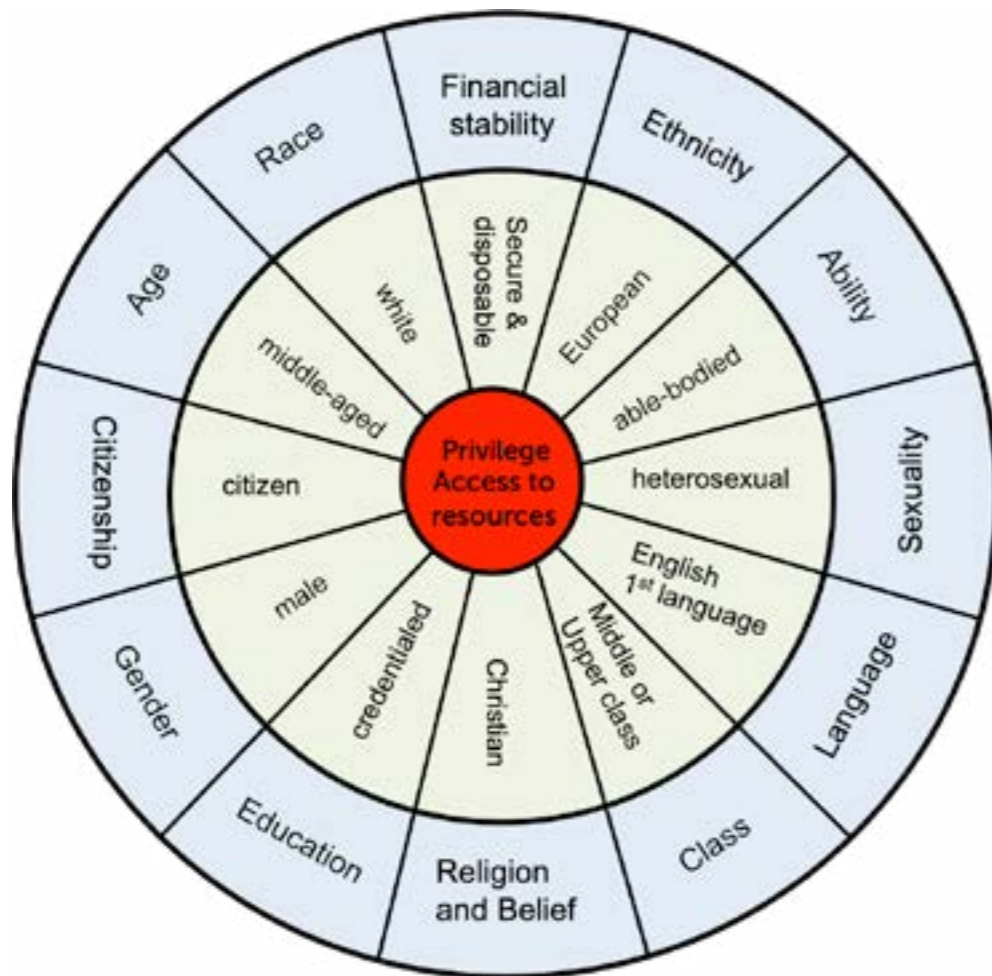 Financial
stability
Ethnicity
Ability
Sexuality
Language
Class
Religion
and Belief
Education
Gender
Citizenship
Age
Race
Secure &
disposable
European
able-bodied
heterosexual
English
1st language
Middle or
Upper class
Christian
credentialed
male
citizen
middle-aged
white
Privilege
Access to
resources